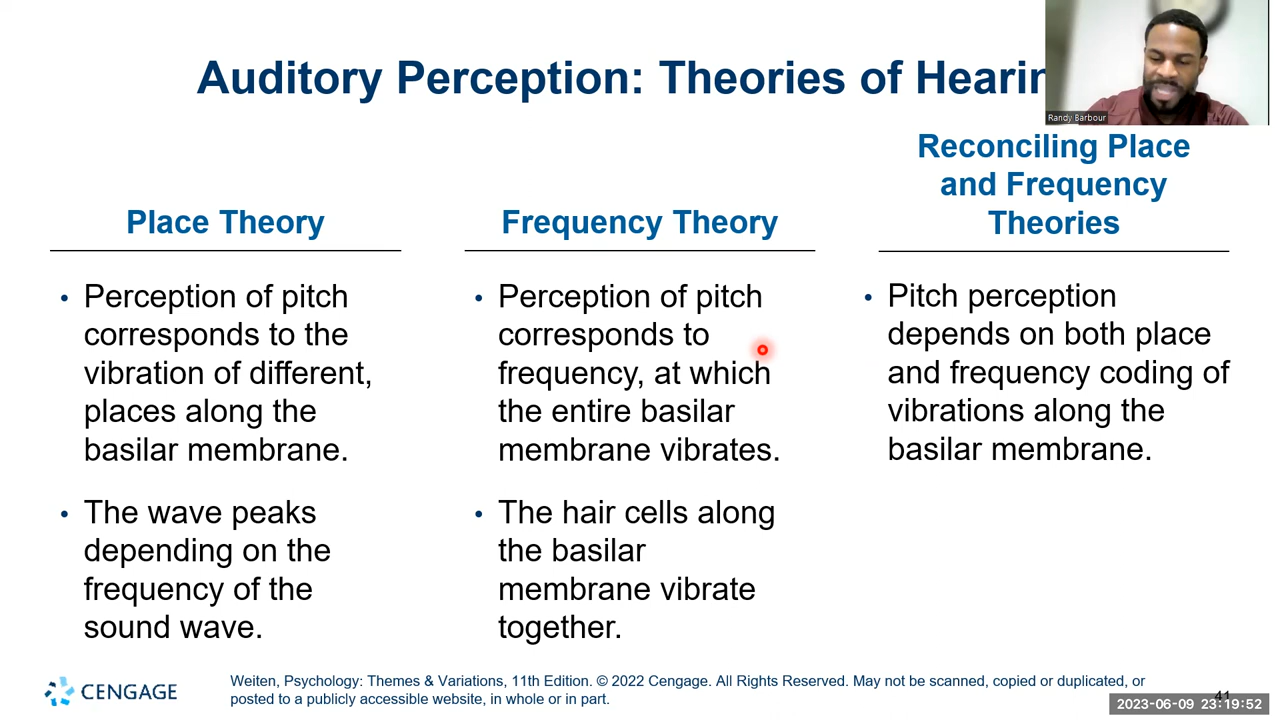 Auditory Perception: Theories of Hearin
Randy Barbour
Place Theory
Perception of pitch
corresponds to the
vibration of different,
places along the
basilar membrane.
The wave peaks
depending on the
frequency of the
sound wave.
Frequency Theory
Perception of pitch
corresponds to
frequency, at which
the entire basilar
membrane vibrates.
The hair cells along
the basilar
membrane vibrate
together.
Reconciling Place
and Frequency
Theories
Pitch perception
depends on both place
and frequency coding of
vibrations along the
basilar membrane.
CENGAGE
Weiten, Psychology: Themes & Variations, 11th Edition. © 2022 Cengage. All Rights Reserved. May not be scanned, copied or duplicated, or
posted to a publicly accessible website, in whole or in part.
41
2023-06-09 23:19:52